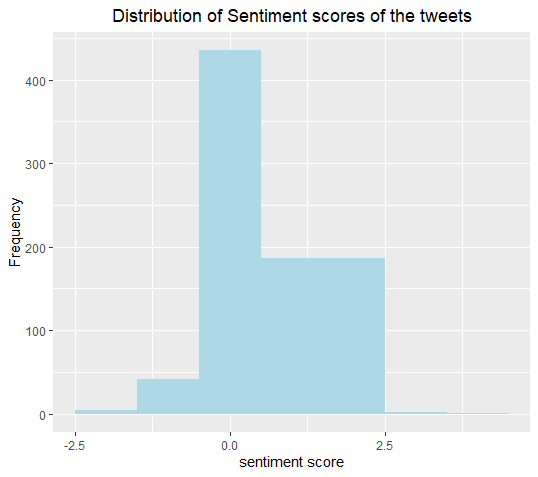 Distribution of Sentiment scores of the tweets
Frequency
400
300
200
100
0
-2.5
0.0
2.5
sentiment score